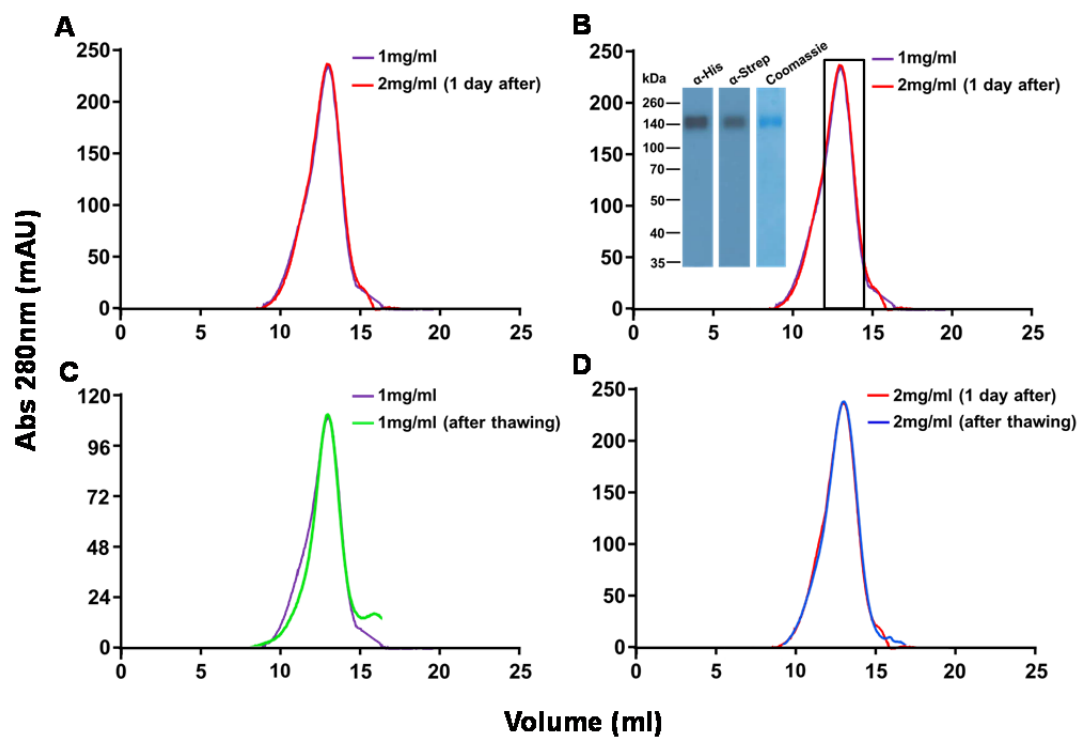 A
250
200
150
100
50
0
0 5 10 15 20 25
1mg/ml
2mg/ml (1 day after)
B
250
200
150
100
50
0
0 5 10 15 20 25
1mg/ml
2mg/ml (1 day after)
kDa
α-His
α-Strep
Coomassie
260
140
100
70
50
40
35
C
120
96
72
48
24
0
0 5 10 15 20 25
1mg/ml
1mg/ml (after thawing)
D
250
200
150
100
50
0
0 5 10 15 20 25
2mg/ml (1 day after)
2mg/ml (after thawing)
Abs 280nm (mAU)
Volume (ml)